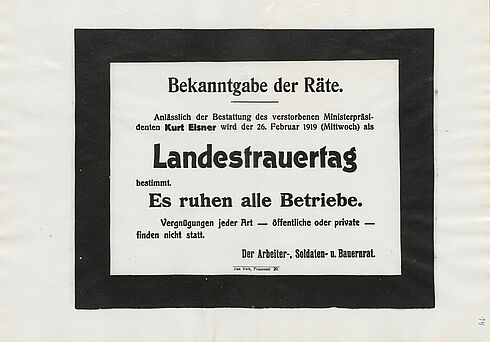 Bekanntgabe der Räte.
Anlässlich der Bestattung des verstorbenen Ministerpräsi-
denten Kurt Eisner wird der 26. Februar 1919 (Mittwoch) als
Landestrauertag
bestimmt.
Es ruhen alle Betriebe.
Vergnügungen jeder Art — öffentliche oder private —
finden nicht statt.
Der Arbeiter-, Soldaten- u. Bauernrat.